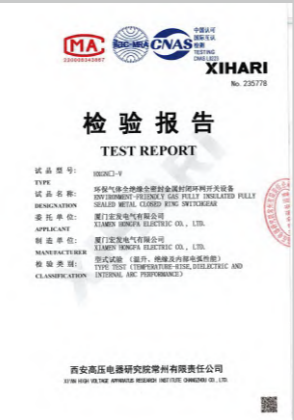 MA
ilac-MRA
CNAS
中国认可
国际互认
检测
TESTING
XIHARI
No. 235778
检验报告
TEST REPORT
试品型号:
TYPE
试品名称: 环保气体全绝缘全密封金属封闭环网开关设备
DESIGNATION ENVIRONMENT-FRIENDLY GAS FULLY INSULATED FULLY
SEALED METAL CLOSED RING SWITCHGEAR
委托单位: 厦门宏发电气有限公司
APPLICANT XIAMEN HONGFA ELECTRIC CO., LTD.
制造单位: 厦门宏发电气有限公司
MANUFACTURER XIAMEN HONGFA ELECTRIC CO., LTD.
检验类别: 型式试验（温升、绝缘及内部电弧性能）
CLASSIFICATION TYPE TEST (TEMPERATURE-RISE, DIELECTRIC AND
INTERNAL ARC PERFORMANCE)
西安高压电器研究院常州有限责任公司
XI'AN HIGH VOLTAGE APPARATUS RESEARCH INSTITUTE CHANGZHOU CO., LTD.